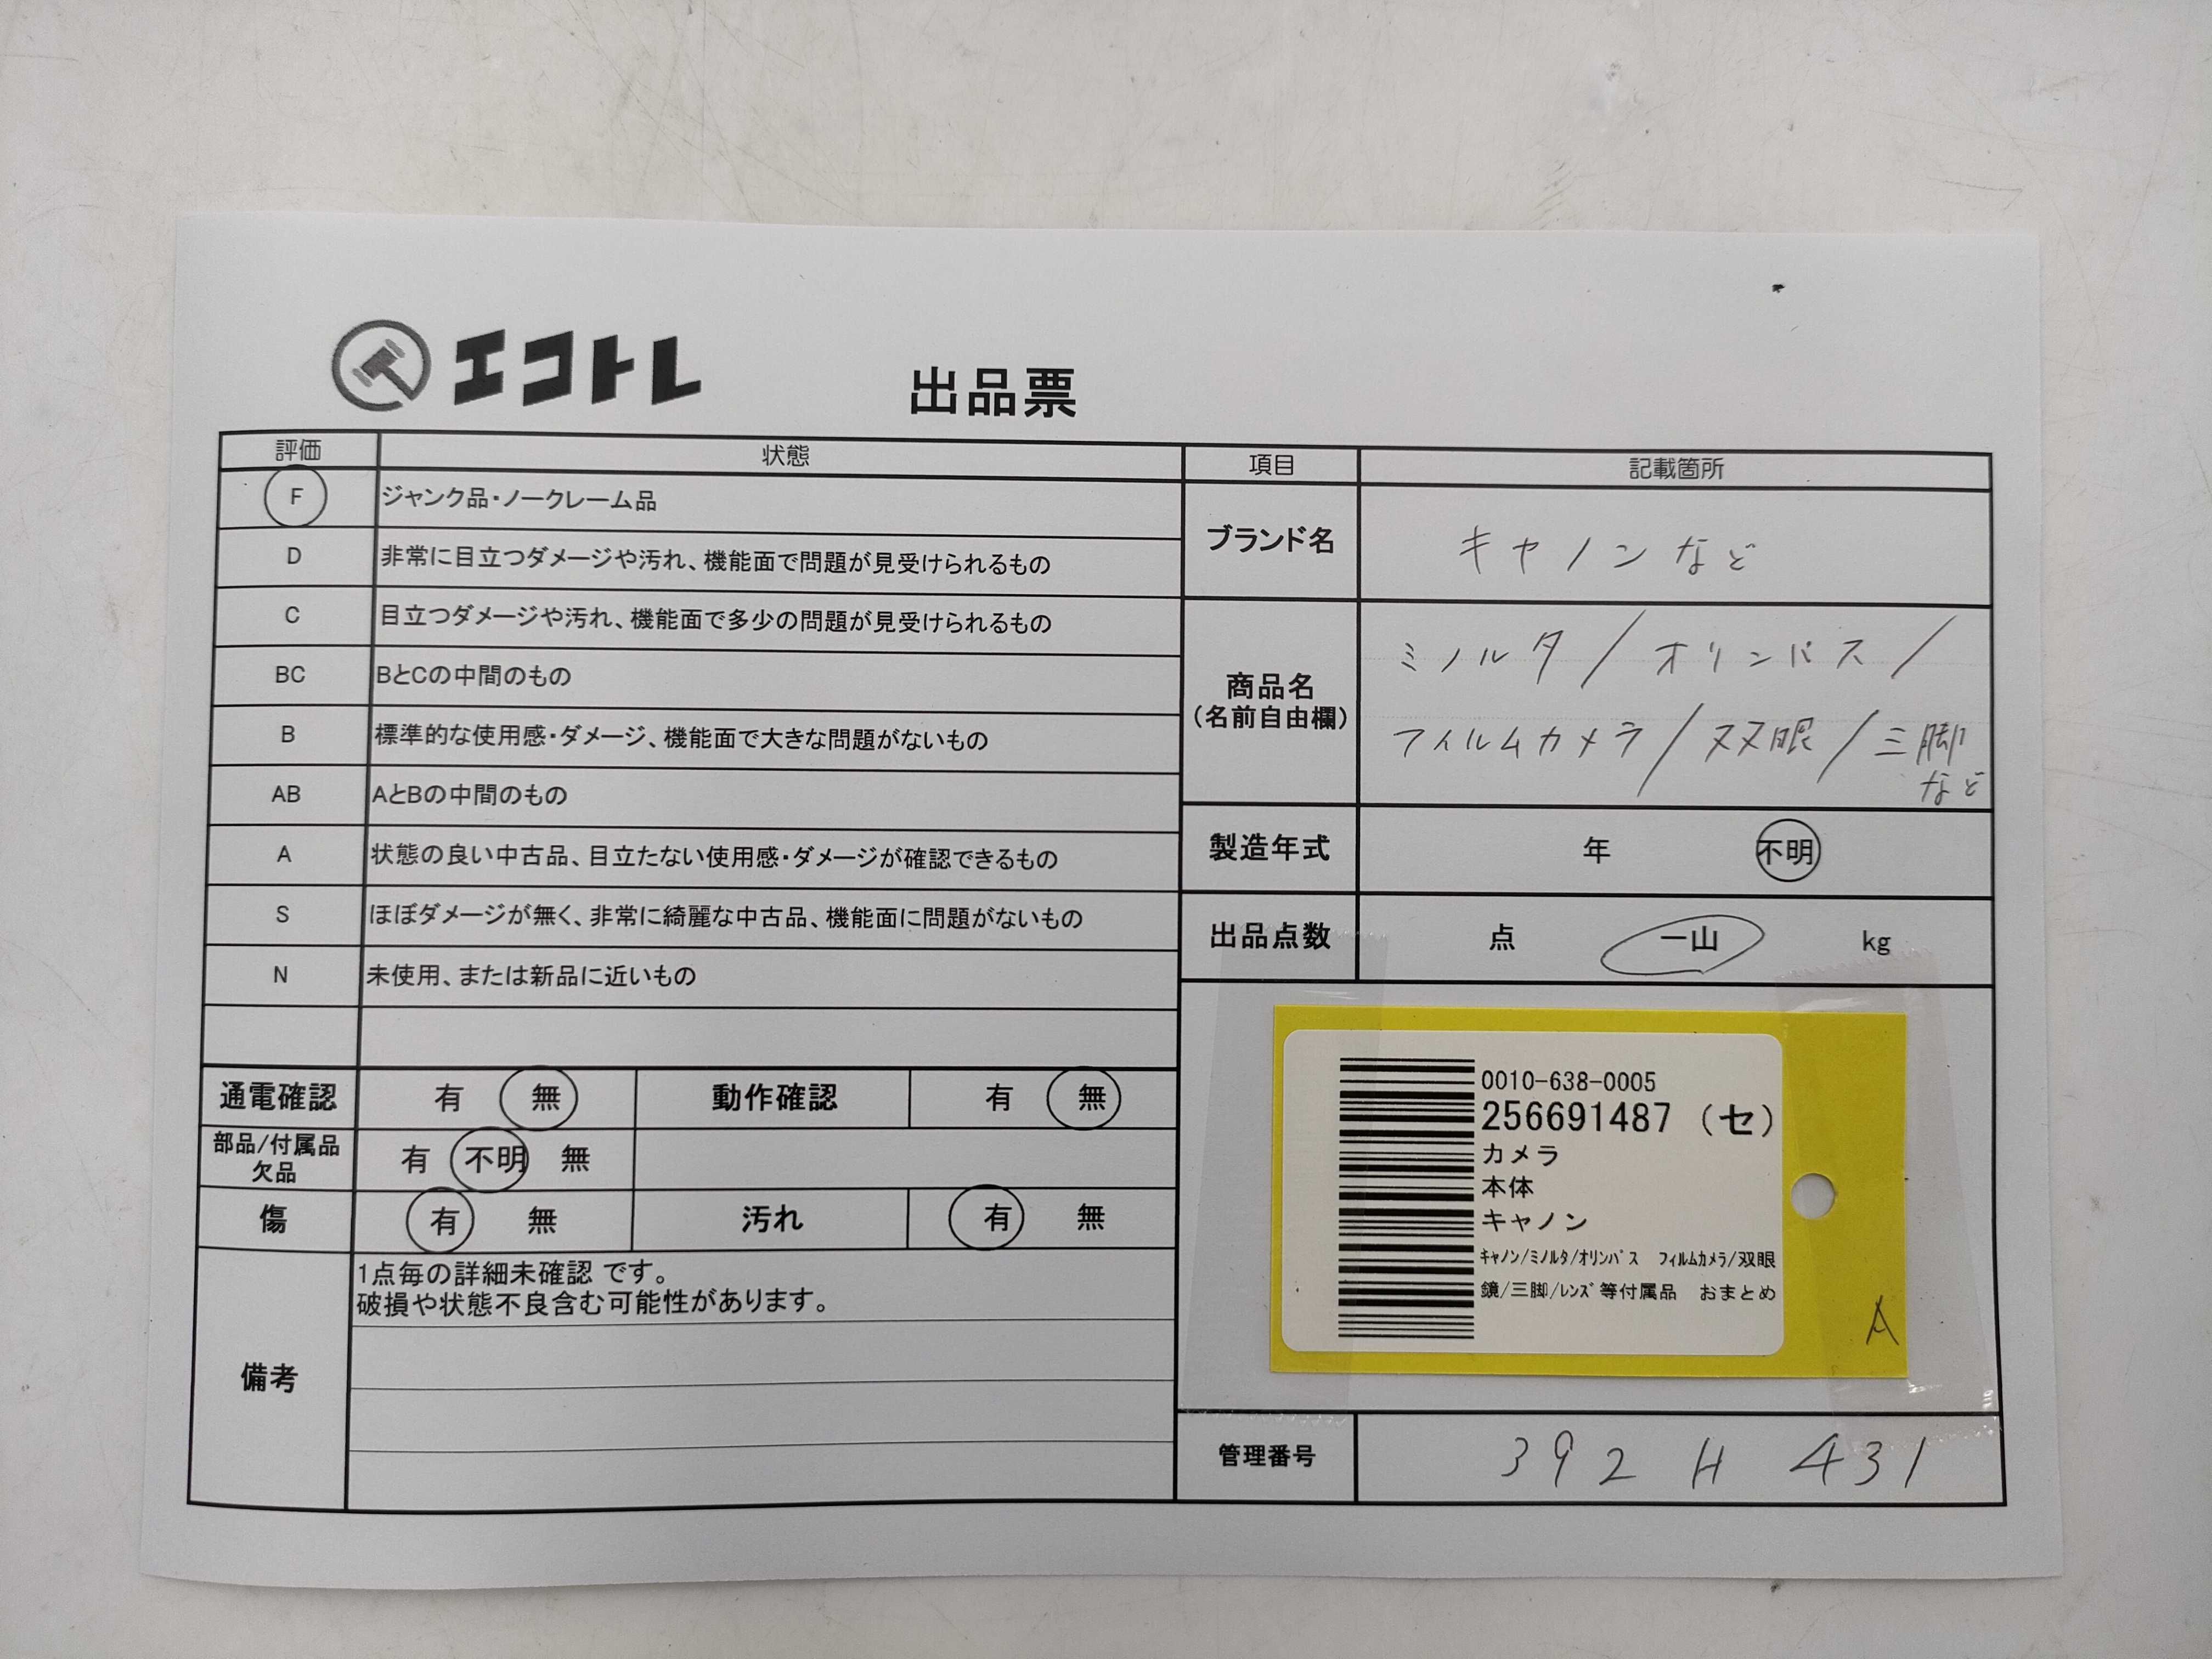 エコトレ
出品票
評価 状態
F ジャンク品・ノークレーム品
D 非常に目立つダメージや汚れ、機能面で問題が見受けられるもの
C 目立つダメージや汚れ、機能面で多少の問題が見受けられるもの
BC BとCの中間のもの
B 標準的な使用感・ダメージ、機能面で大きな問題がないもの
AB AとBの中間のもの
A 状態の良い中古品、目立たない使用感・ダメージが確認できるもの
S ほぼダメージが無く、非常に綺麗な中古品、機能面に問題がないもの
N 未使用、または新品に近いもの
通電確認 有 無 動作確認 有 無
部品/付属品
欠品
有 不明 無
傷 有 無 汚れ 有 無
備考
1点毎の詳細未確認 です。
破損や状態不良含む可能性があります。
項目 記載箇所
ブランド名 キヤノンなど
商品名
(名前自由欄)
ミノルタ/オリンパス/
フィルムカメラ/双眼/三脚
など
製造年式 年 不明
出品点数 点 一山 kg
0010-638-0005
256691487 (セ)
カメラ
本体
キャノン
ｷｬﾉﾝ/ﾐﾉﾙﾀ/ｵﾘﾝﾊﾟｽ ﾌｨﾙﾑｶﾒﾗ/双眼
鏡/三脚/ﾚﾝｽﾞ等付属品 おまとめ
A
管理番号 392 H 431